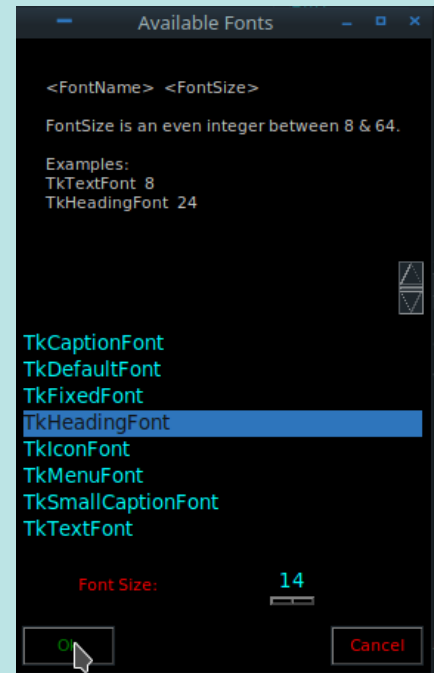 Available Fonts
<FontName> <FontSize>
FontSize is an even integer between 8 & 64.
Examples:
TkTextFont 8
TkHeadingFont 24
TkCaptionFont
TkDefaultFont
TkFixedFont
TkHeadingFont
TkIconFont
TkMenuFont
TkSmallCaptionFont
TkTextFont
Font Size: 14
Cancel